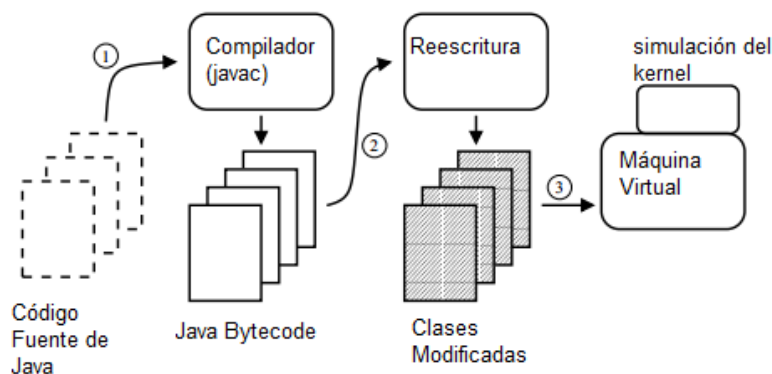 1
Compilador
(javac)
Reescritura
simulación del
kernel
2
3
Máquina
Virtual
Código
Fuente de
Java
Java Bytecode
Clases
Modificadas